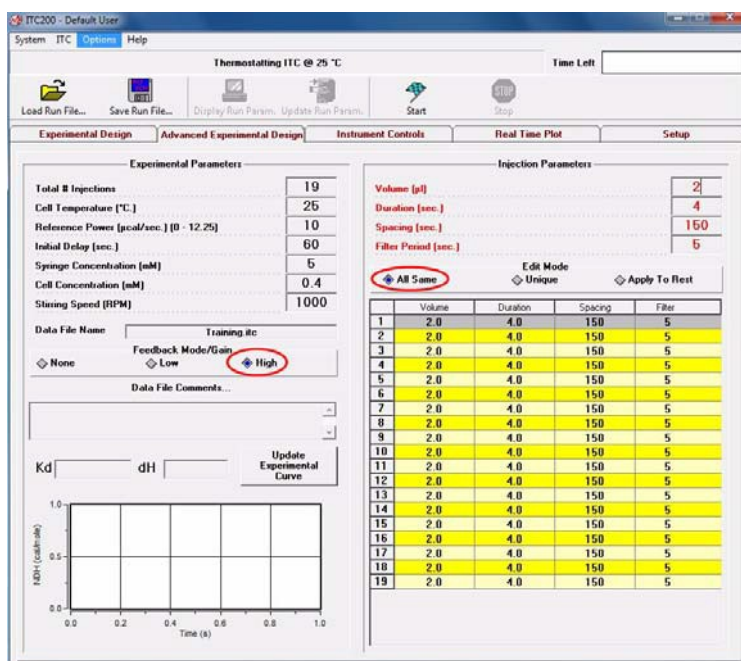 ITC200 - Default User
System ITC Options Help
Thermostatting ITC @ 25 °C
Time Left
Load Run File...
Save Run File...
Display Run Param.
Update Run Param.
Start
STOP
Stop
Experimental Design
Advanced Experimental Design
Instrument Controls
Real Time Plot
Setup
Experimental Parameters
Total # Injections 19
Cell Temperature (°C.) 25
Reference Power (µcal/sec.) (0 - 12.25) 10
Initial Delay (sec.) 60
Syringe Concentration (mM) 5
Cell Concentration (mM) 0.4
Stirring Speed (RPM) 1000
Data File Name Training.itc
Feedback Mode/Gain
None Low High
Data File Comments...
Kd dH
Update Experimental Curve
NDH (cal/mole)
1.0
0.5
0.0
0.0 0.2 0.4 0.6 0.8 1.0
Time (s)
Injection Parameters
Volume (µl) 2
Duration (sec.) 4
Spacing (sec.) 150
Filter Period (sec.) 5
Edit Mode
All Same Unique Apply To Rest
Volume Duration Spacing Filter
1 2.0 4.0 150 5
2 2.0 4.0 150 5
3 2.0 4.0 150 5
4 2.0 4.0 150 5
5 2.0 4.0 150 5
6 2.0 4.0 150 5
7 2.0 4.0 150 5
8 2.0 4.0 150 5
9 2.0 4.0 150 5
10 2.0 4.0 150 5
11 2.0 4.0 150 5
12 2.0 4.0 150 5
13 2.0 4.0 150 5
14 2.0 4.0 150 5
15 2.0 4.0 150 5
16 2.0 4.0 150 5
17 2.0 4.0 150 5
18 2.0 4.0 150 5
19 2.0 4.0 150 5